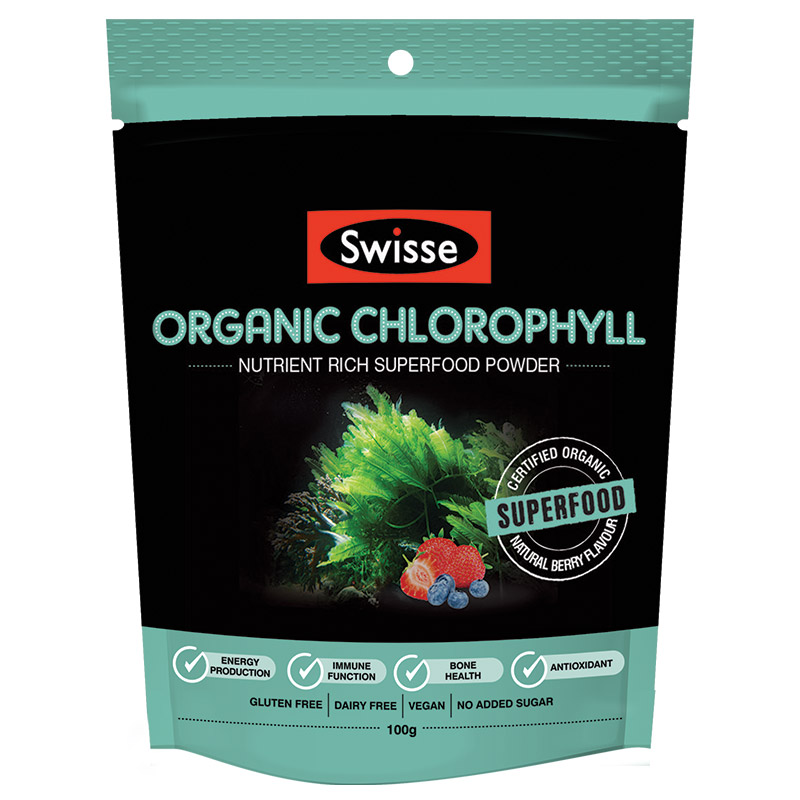 Swisse
ORGANIC CHLOROPHYLL
NUTRIENT RICH SUPERFOOD POWDER
CERTIFIED ORGANIC
SUPERFOOD
NATURAL BERRY FLAVOUR
ENERGY PRODUCTION
IMMUNE FUNCTION
BONE HEALTH
ANTIOXIDANT
GLUTEN FREE | DAIRY FREE | VEGAN | NO ADDED SUGAR
100g